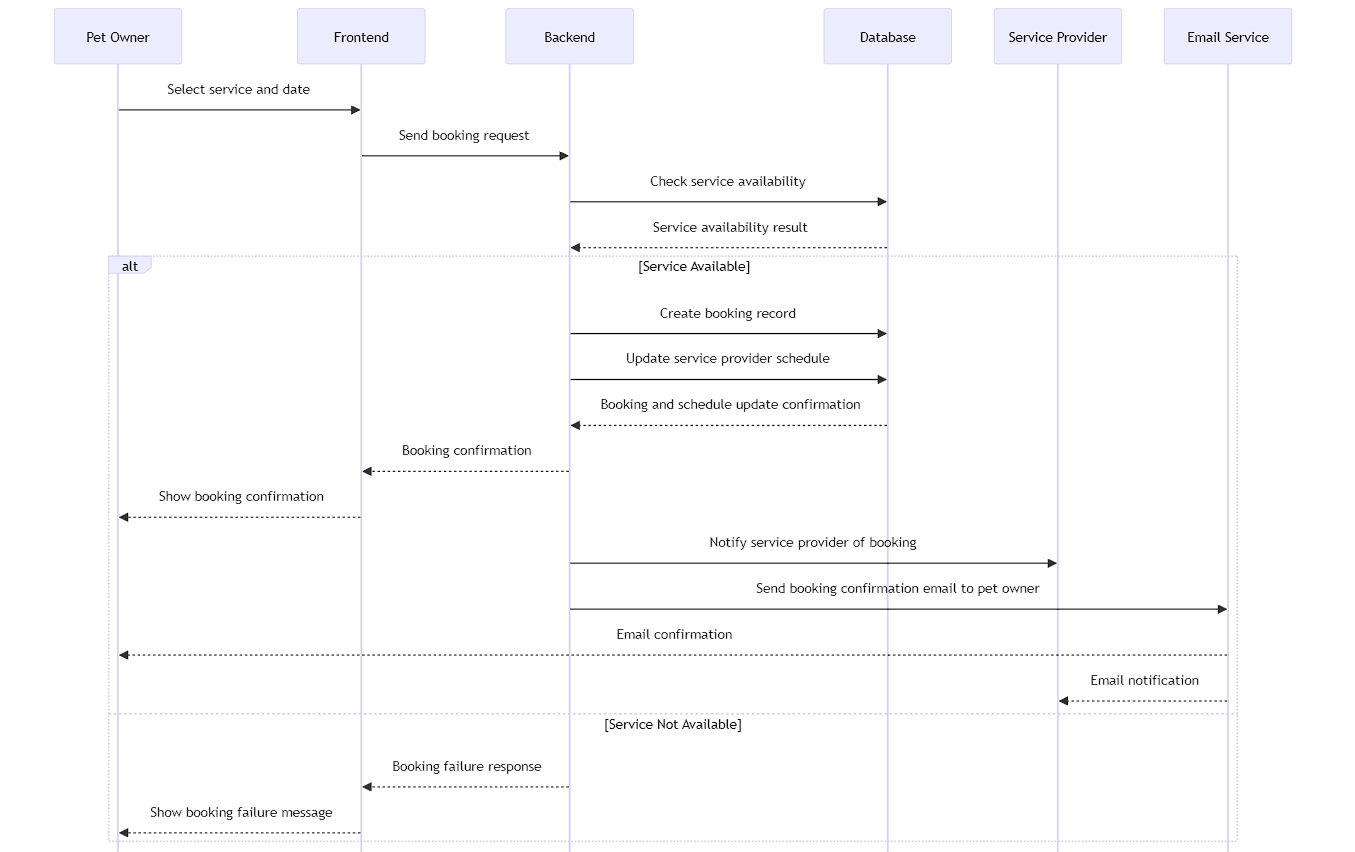 Pet Owner
Frontend
Backend
Database
Service Provider
Email Service
Select service and date
Send booking request
Check service availability
Service availability result
alt
[Service Available]
Create booking record
Update service provider schedule
Booking and schedule update confirmation
Booking confirmation
Show booking confirmation
Notify service provider of booking
Send booking confirmation email to pet owner
Email confirmation
Email notification
[Service Not Available]
Booking failure response
Show booking failure message